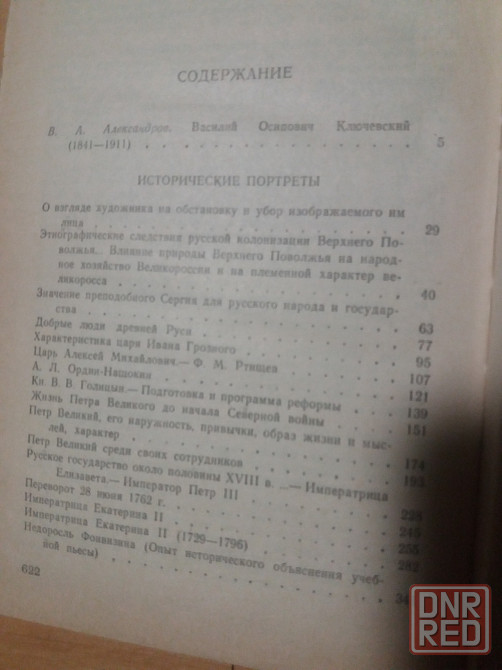 СОДЕРЖАНИЕ
В. А. Александров. Василий Осипович Ключевский
(1841—1911) . . . . . . . . . . . . . . 5
ИСТОРИЧЕСКИЕ ПОРТРЕТЫ
О взгляде художника на обстановку и убор изображаемого им
лица . . . . . . . . . . . . . . 29
Этнографические следствия русской колонизации Верхнего По-
волжья... Влияние природы Верхнего Поволжья на народ-
ное хозяйство Великороссии и на племенной характер ве-
ликоросса . . . . . . . . . . . . 40
Значение преподобного Сергия для русского народа и государ-
ства . . . . . . . . . . . . . . 63
Добрые люди древней Руси . . . . . . . . 77
Характеристика царя Ивана Грозного . . . . . . 95
Царь Алексей Михайлович.— Ф. М. Ртищев . . . . 107
А. Л. Ордин-Нащокин . . . . . . . . . 121
Кн В. В Голицын.— Подготовка и программа реформы . . 139
Жизнь Петра Великого до начала Северной войны . . . 151
Петр Великий, его наружность, привычки, образ жизни и мыс-
лей, характер . . . . . . . . . . . 174
Петр Великий среди своих сотрудников . . . . . 193
Русское государство около половины XVIII в. ...— Императрица
Елизавета.— Император Петр III . . . . . .
Переворот 28 июня 1762 г. . . . . . . . .
Императрица Екатерина II . . . . . . . .
Императрица Екатерина II (1729—1796) . . . . . 282
Недоросль Фонвизина (Опыт исторического объяснения учеб-
ной пьесы) . . . . . . . . . . .
622
DNR
RED